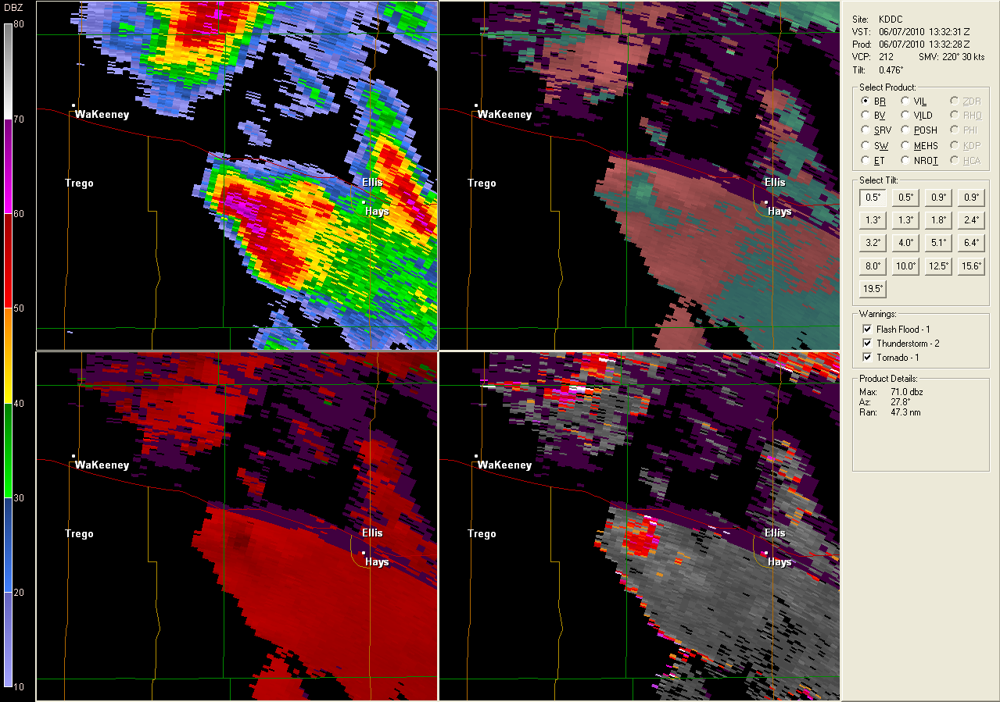 DBZ
80
70
60
50
40
30
20
10
WaKeeney
Trego
Ellis
Hays
WaKeeney
Trego
Ellis
Hays
WaKeeney
Trego
Ellis
Hays
WaKeeney
Trego
Ellis
Hays
Site: KDDC
VST: 06/07/2010 13:32:31 Z
Prod: 06/07/2010 13:32:28 Z
VCP: 212 SMV: 220° 30 kts
Tilt: 0.476°
Select Product:
BR VIL ZDR
BV VILD RHO
SRV POSH PHI
SW MEHS KDP
ET NROT HCA
Select Tilt:
0.5° 0.5° 0.9° 0.9°
1.3° 1.3° 1.8° 2.4°
3.2° 4.0° 5.1° 6.4°
8.0° 10.0° 12.5° 15.6°
19.5°
Warnings:
Flash Flood - 1
Thunderstorm - 2
Tornado - 1
Product Details:
Max: 71.0 dbz
Az: 27.8°
Ran: 47.3 nm